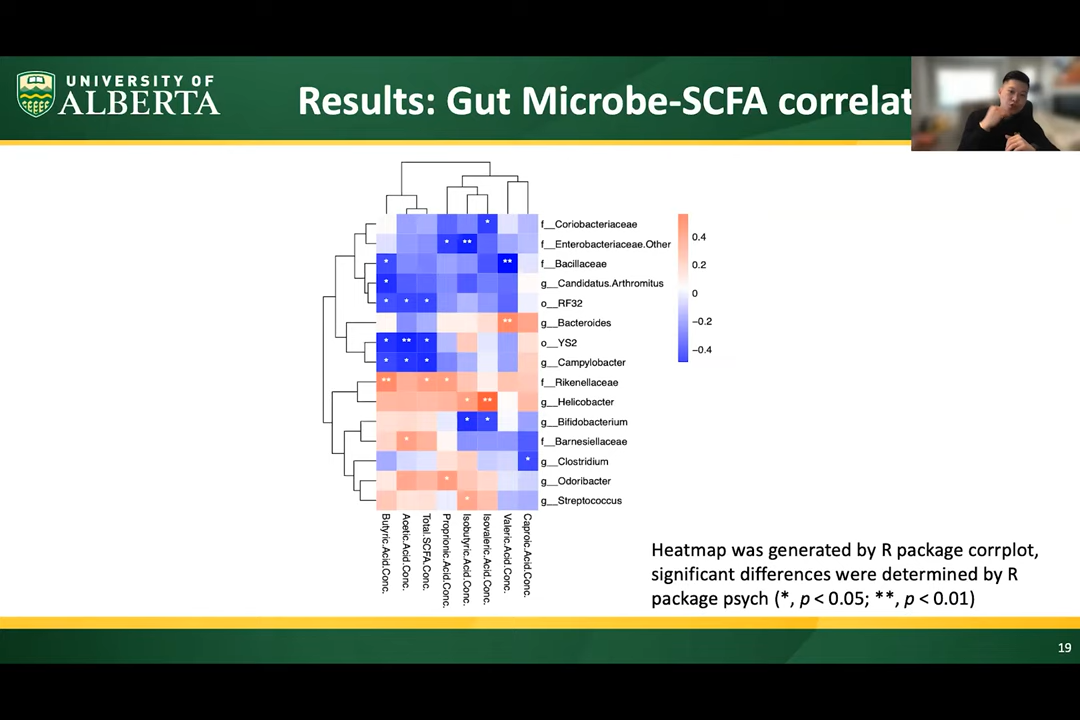 UNIVERSITY OF
ALBERTA
Results: Gut Microbe-SCFA correlat
f__Coriobacteriaceae
f__Enterobacteriaceae.Other
f__Bacillaceae
g__Candidatus.Arthromitus
o__RF32
g__Bacteroides
o__YS2
g__Campylobacter
f__Rikenellaceae
g__Helicobacter
g__Bifidobacterium
f__Barnesiellaceae
g__Clostridium
g__Odoribacter
g__Streptococcus
0.4
0.2
0
−0.2
−0.4
Butyric.Acid.Conc.
Acetic.Acid.Conc.
Total.SCFA.Conc.
Proprionic.Acid.Conc.
Isobutyric.Acid.Conc.
Isovaleric.Acid.Conc.
Valeric.Acid.Conc.
Caproic.Acid.Conc.
Heatmap was generated by R package corrplot,
significant differences were determined by R
package psych (*, p < 0.05; **, p < 0.01)
19